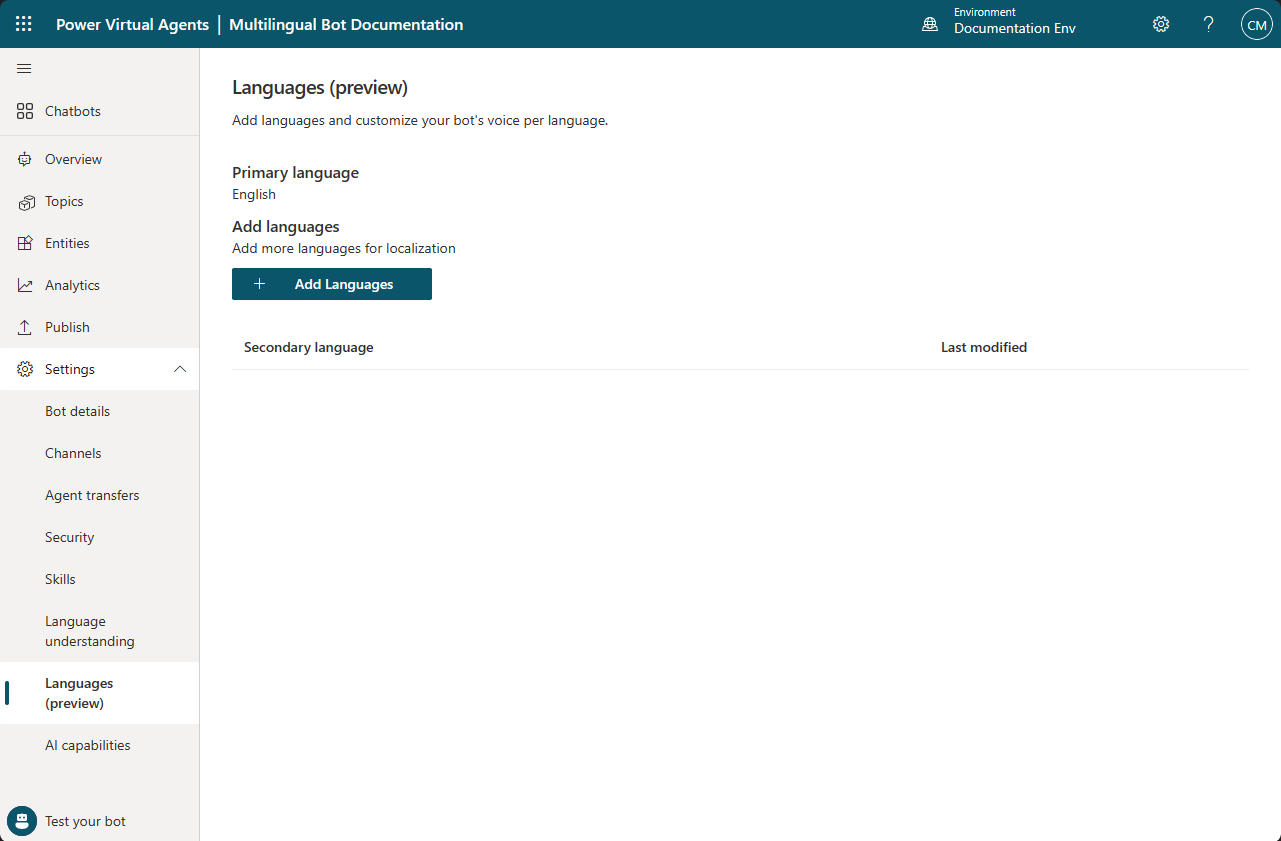 Power Virtual Agents | Multilingual Bot Documentation
Environment
Documentation Env
?
CM
Chatbots
Overview
Topics
Entities
Analytics
Publish
Settings
Bot details
Channels
Agent transfers
Security
Skills
Language
understanding
Languages
(preview)
AI capabilities
Test your bot
Languages (preview)
Add languages and customize your bot's voice per language.
Primary language
English
Add languages
Add more languages for localization
Add Languages
Secondary language
Last modified